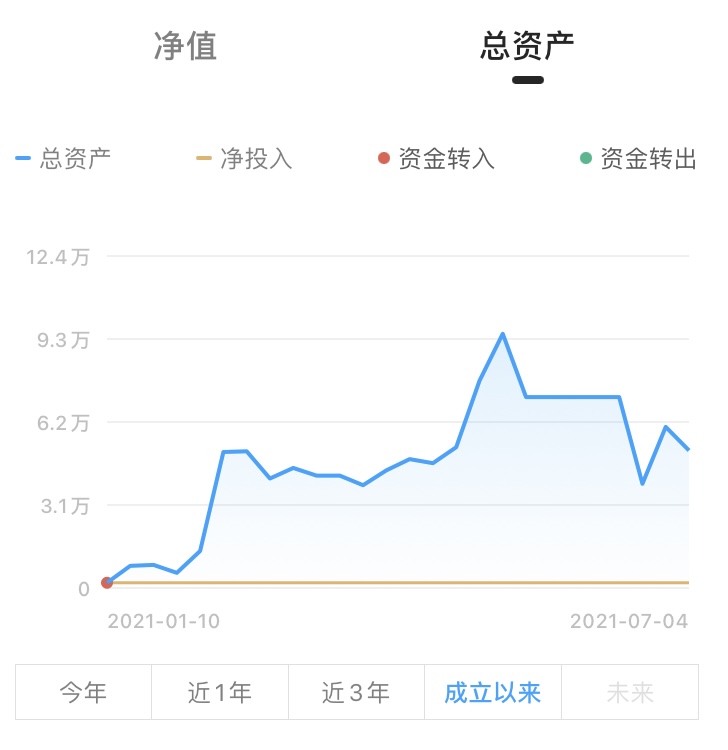 净值 总资产
总资产 净投入 资金转入 资金转出
12.4万
9.3万
6.2万
3.1万
0
2021-01-10 2021-07-04
今年 近1年 近3年 成立以来 未来